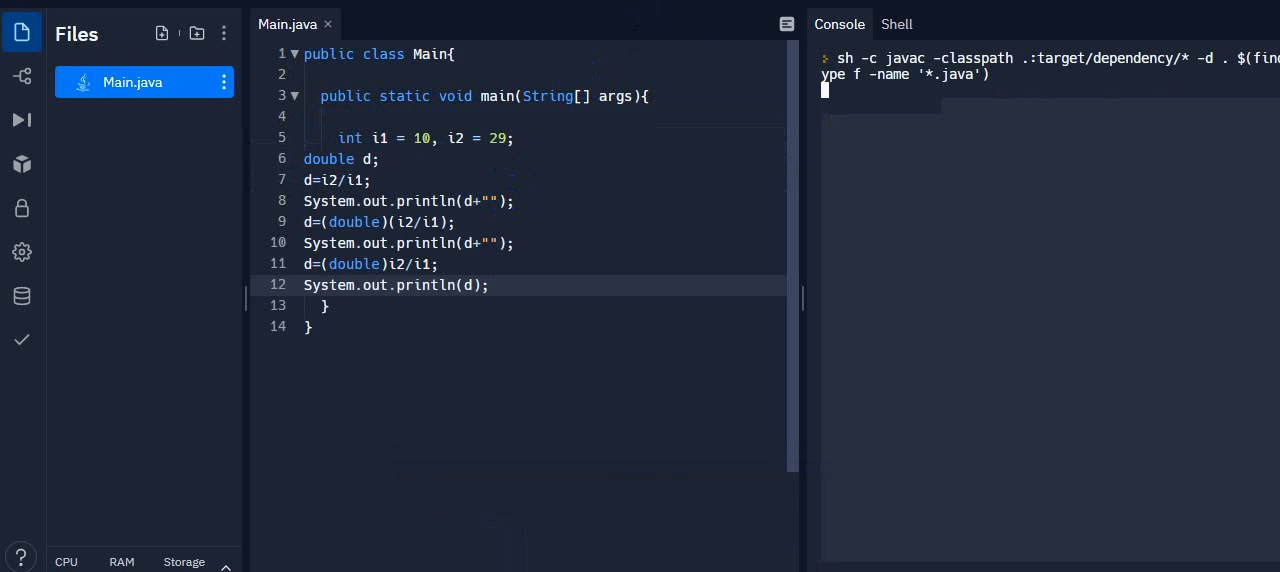 Files
Main.java
CPU RAM Storage
?
Main.java ×
1 public class Main{
2
3 public static void main(String[] args){
4
5 int i1 = 10, i2 = 29;
6 double d;
7 d=i2/i1;
8 System.out.println(d+"");
9 d=(double)(i2/i1);
10 System.out.println(d+"");
11 d=(double)i2/i1;
12 System.out.println(d);
13 }
14 }
Console Shell
sh -c javac -classpath .:target/dependency/* -d . $(find
ype f -name '*.java')